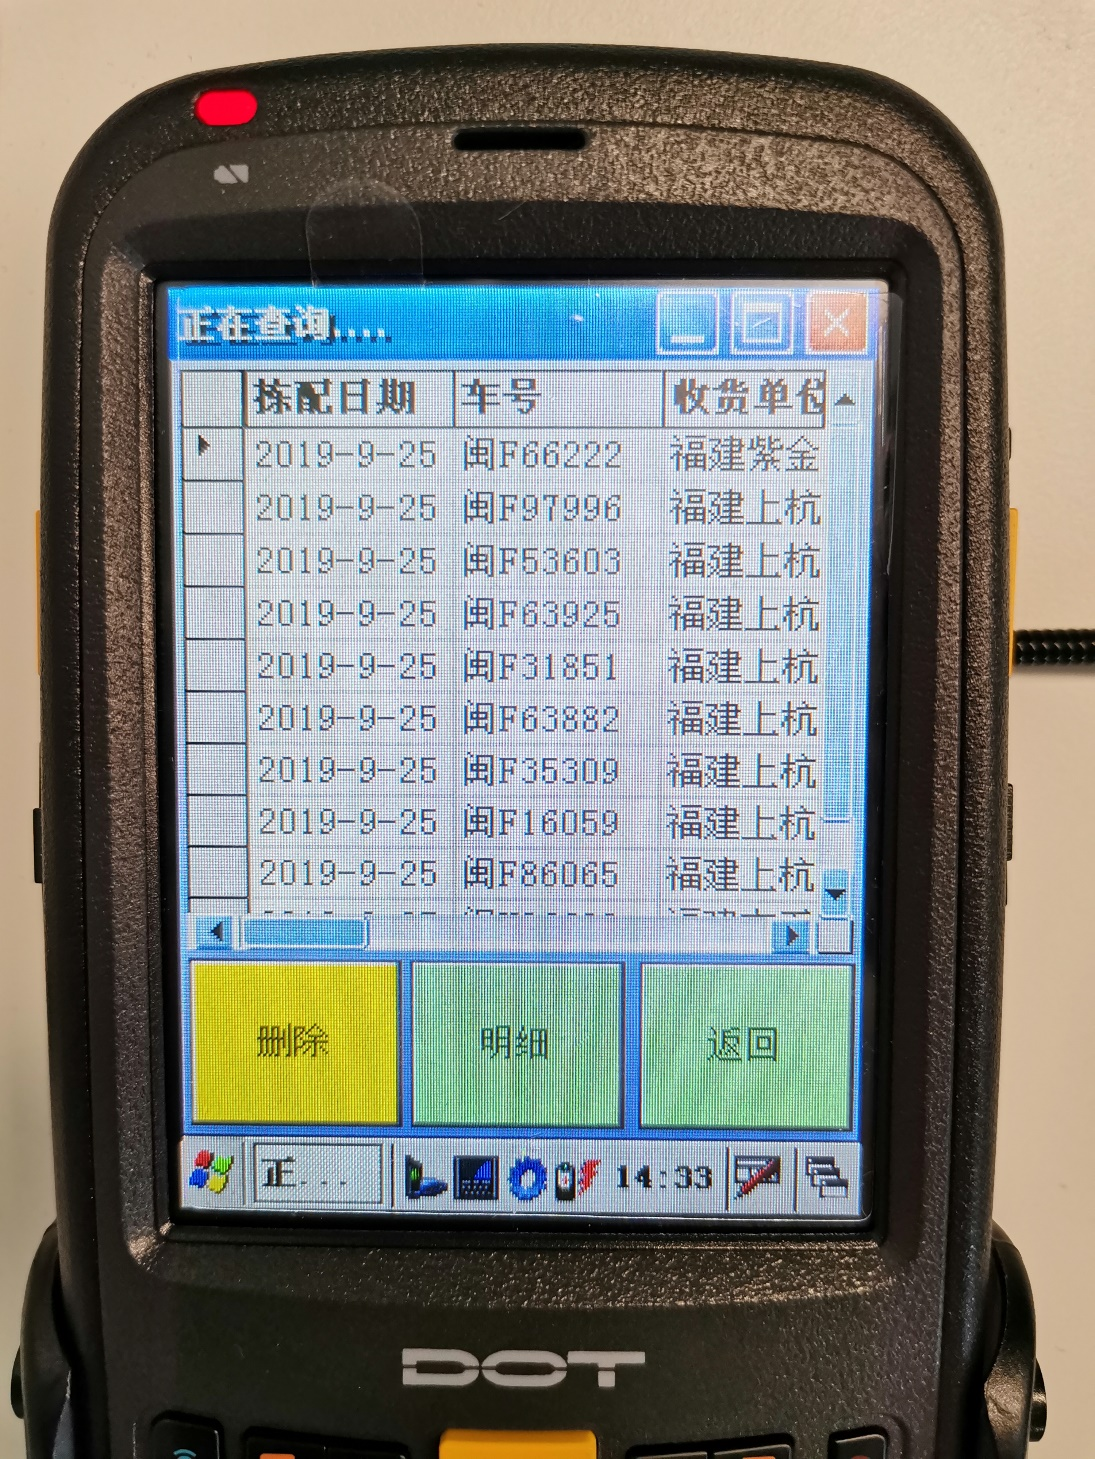 正在查询....
拣配日期 车号 收货单位
2019-9-25 闽F66222 福建紫金
2019-9-25 闽F97996 福建上杭
2019-9-25 闽F53603 福建上杭
2019-9-25 闽F63925 福建上杭
2019-9-25 闽F31851 福建上杭
2019-9-25 闽F63882 福建上杭
2019-9-25 闽F35309 福建上杭
2019-9-25 闽F16059 福建上杭
2019-9-25 闽F86065 福建上杭
删除 明细 返回
正... 14:33
DOT